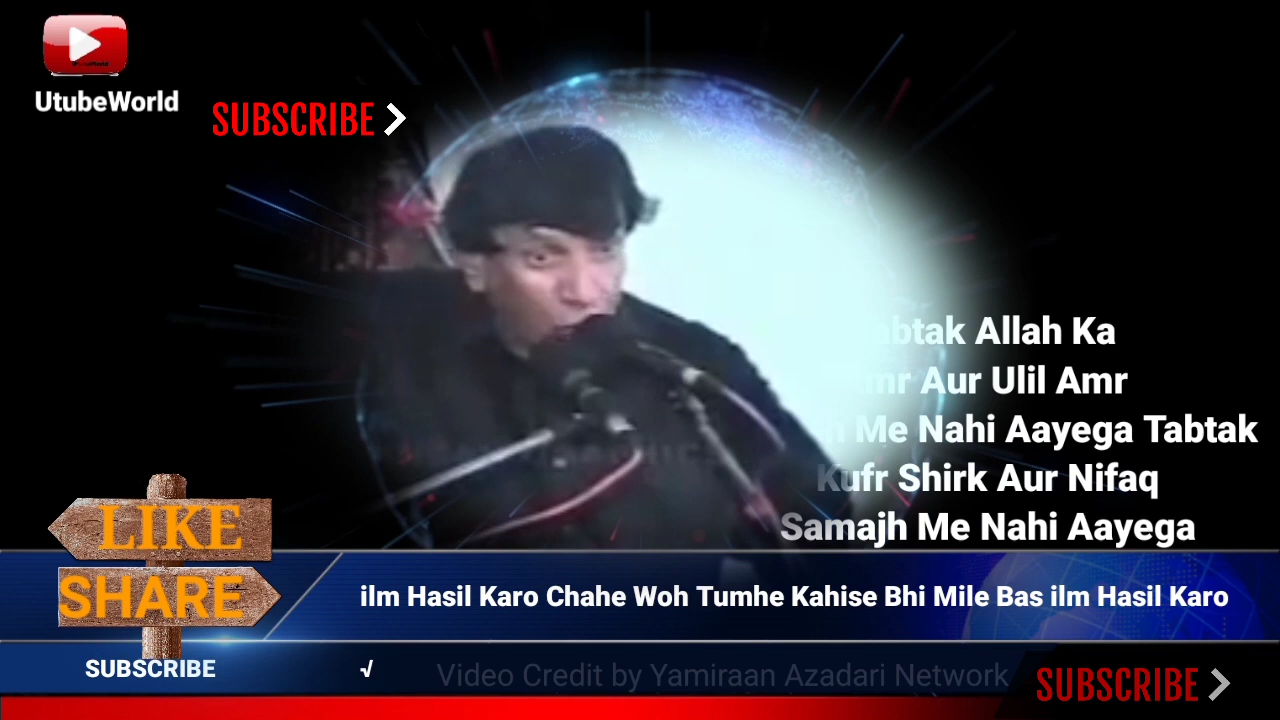 UtubeWorld
SUBSCRIBE
Allah Ka
Aur Ulil Amr
Me Nahi Aayega Tabtak
Kufr Shirk Aur Nifaq
Samajh Me Nahi Aayega
LIKE
SHARE
ilm Hasil Karo Chahe Woh Tumhe Kahise Bhi Mile Bas ilm Hasil Karo
SUBSCRIBE √ Video Credit by Yamiraan Azadari Network
SUBSCRIBE